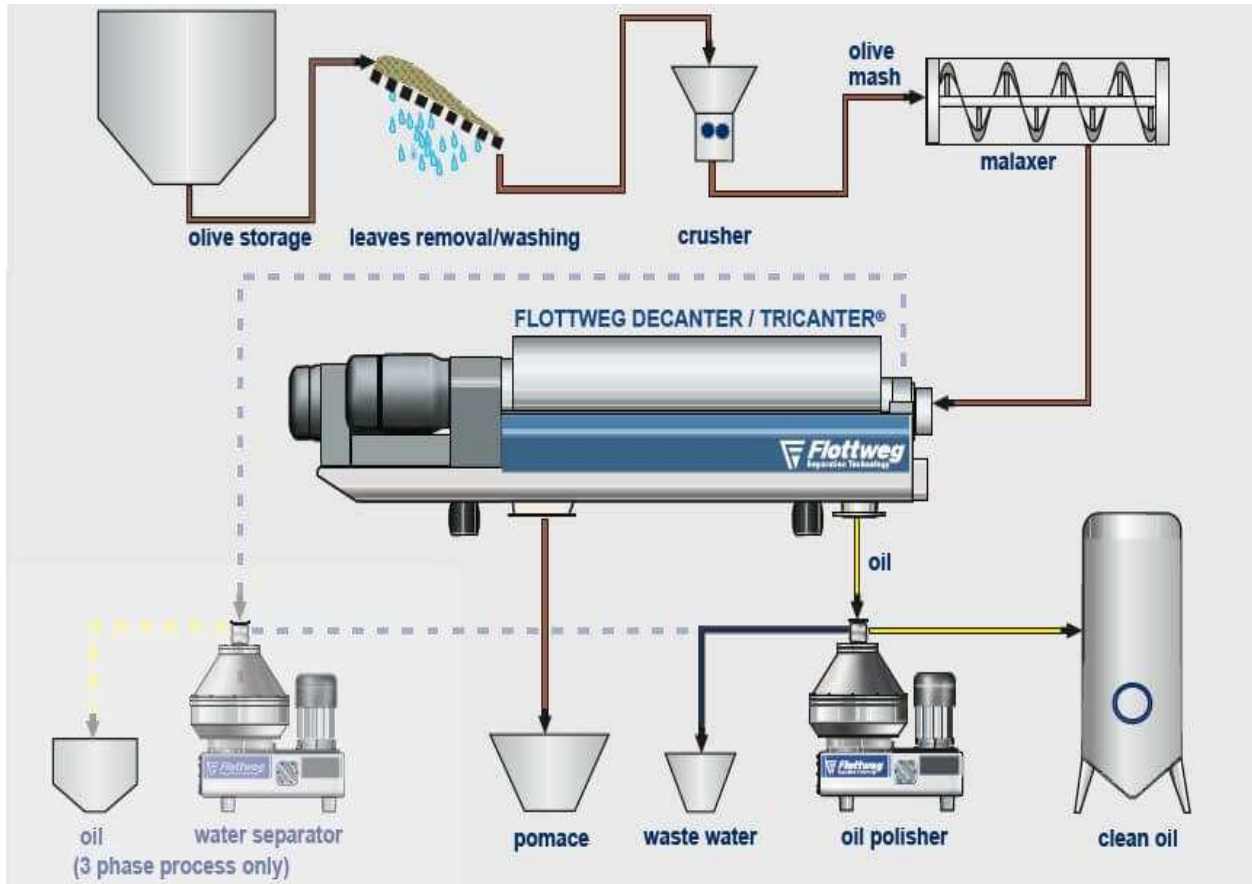 olive
mash
malaxer
olive storage
leaves removal/washing
crusher
FLOTTWEG DECANTER / TRICANTER®
Flottweg
Separation Technology
oil
Flottweg
Flottweg
oil
(3 phase process only)
water separator
pomace
waste water
oil polisher
clean oil